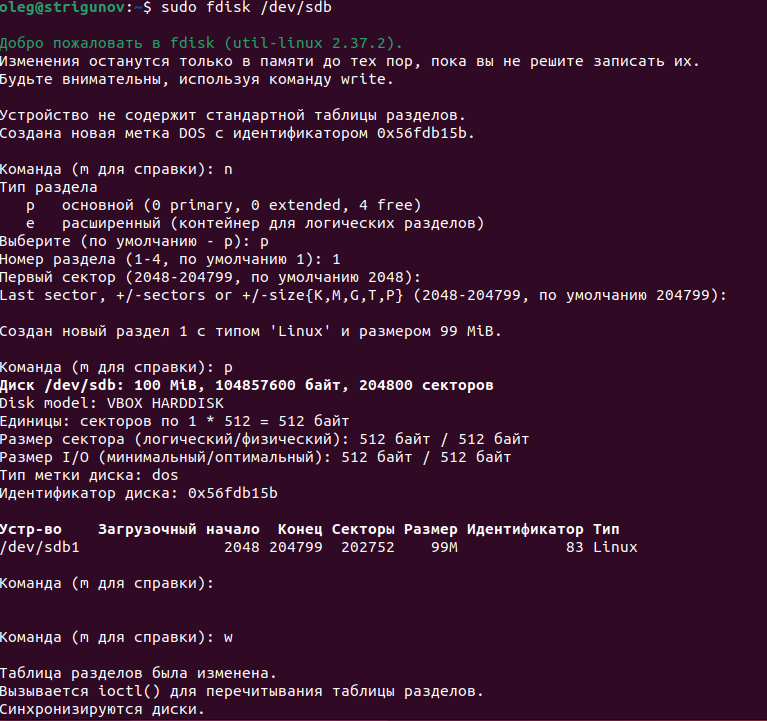 oleg@strigunov:~$ sudo fdisk /dev/sdb
Добро пожаловать в fdisk (util-linux 2.37.2).
Изменения останутся только в памяти до тех пор, пока вы не решите записать их.
Будьте внимательны, используя команду write.
Устройство не содержит стандартной таблицы разделов.
Создана новая метка DOS с идентификатором 0x56fdb15b.
Команда (m для справки): n
Тип раздела
p   основной (0 primary, 0 extended, 4 free)
e   расширенный (контейнер для логических разделов)
Выберите (по умолчанию - p): p
Номер раздела (1-4, по умолчанию 1): 1
Первый сектор (2048-204799, по умолчанию 2048):
Last sector, +/-sectors or +/-size{K,M,G,T,P} (2048-204799, по умолчанию 204799):
Создан новый раздел 1 с типом 'Linux' и размером 99 MiB.
Команда (m для справки): p
Диск /dev/sdb: 100 MiB, 104857600 байт, 204800 секторов
Disk model: VBOX HARDDISK
Единицы: секторов по 1 * 512 = 512 байт
Размер сектора (логический/физический): 512 байт / 512 байт
Размер I/O (минимальный/оптимальный): 512 байт / 512 байт
Тип метки диска: dos
Идентификатор диска: 0x56fdb15b
Устр-во    Загрузочный начало  Конец Секторы Размер Идентификатор Тип
/dev/sdb1                2048 204799  202752    99M            83 Linux
Команда (m для справки):
Команда (m для справки): w
Таблица разделов была изменена.
Вызывается ioctl() для перечитывания таблицы разделов.
Синхронизируются диски.